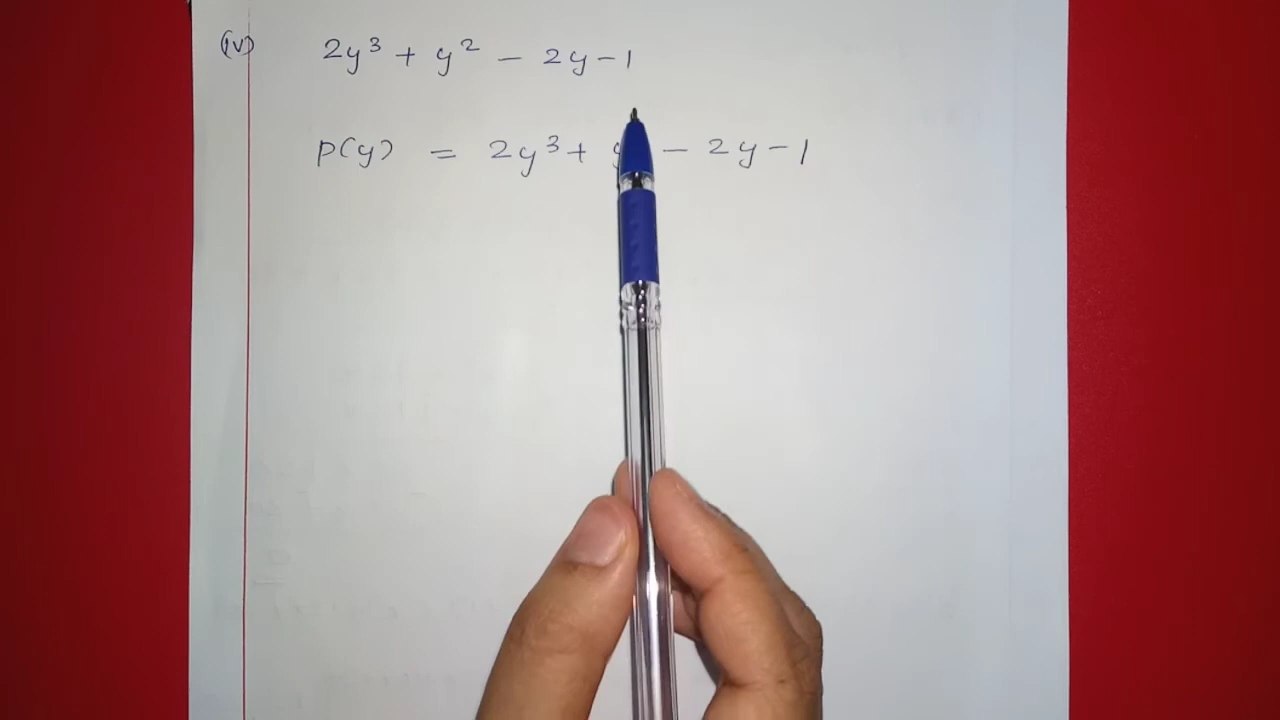 (iv) 2y³ + y² − 2y − 1
P(y) = 2y³ + − 2y − 1